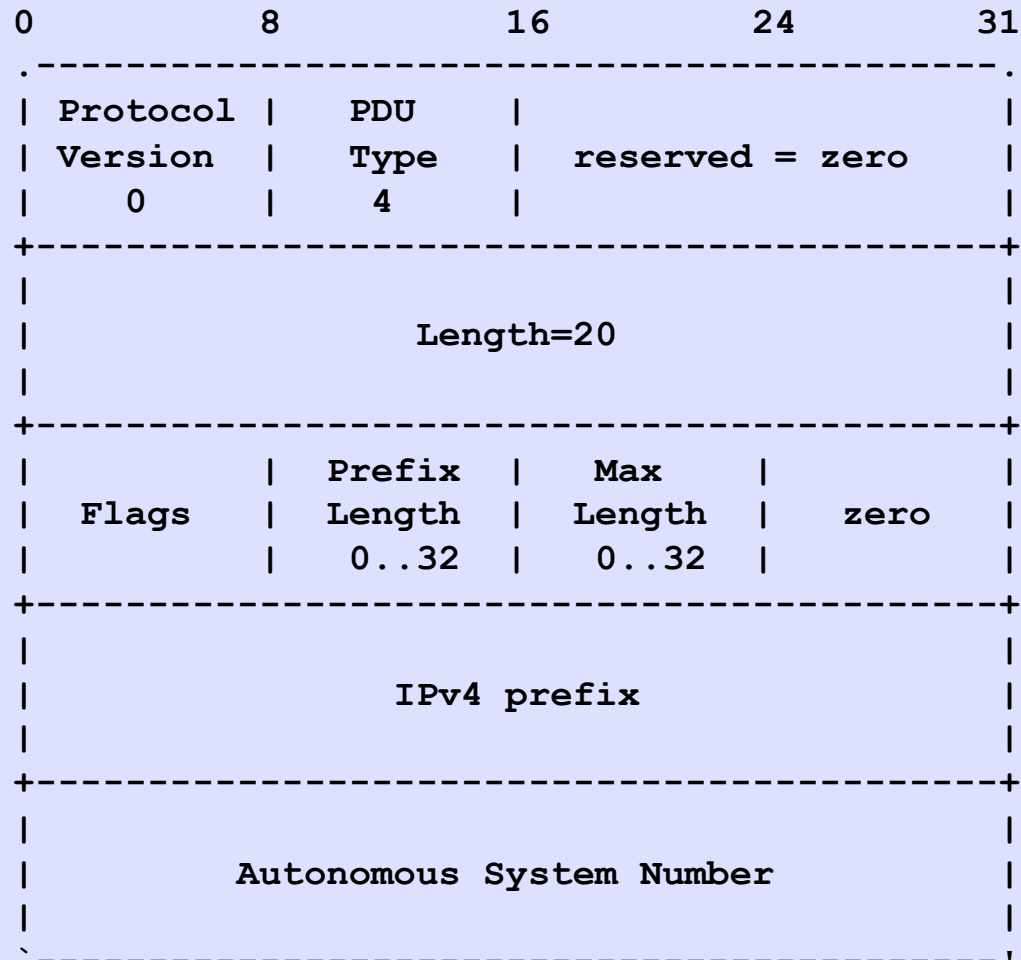 0 8 16 24 31
.-------------------------------------------.
| Protocol | PDU | |
| Version | Type | reserved = zero |
| 0 | 4 | |
+-------------------------------------------+
| |
| Length=20 |
| |
+-------------------------------------------+
| | Prefix | Max | |
| Flags | Length | Length | zero |
| | 0..32 | 0..32 | |
+-------------------------------------------+
| |
| IPv4 prefix |
| |
+-------------------------------------------+
| |
| Autonomous System Number |
| |
`-------------------------------------------'